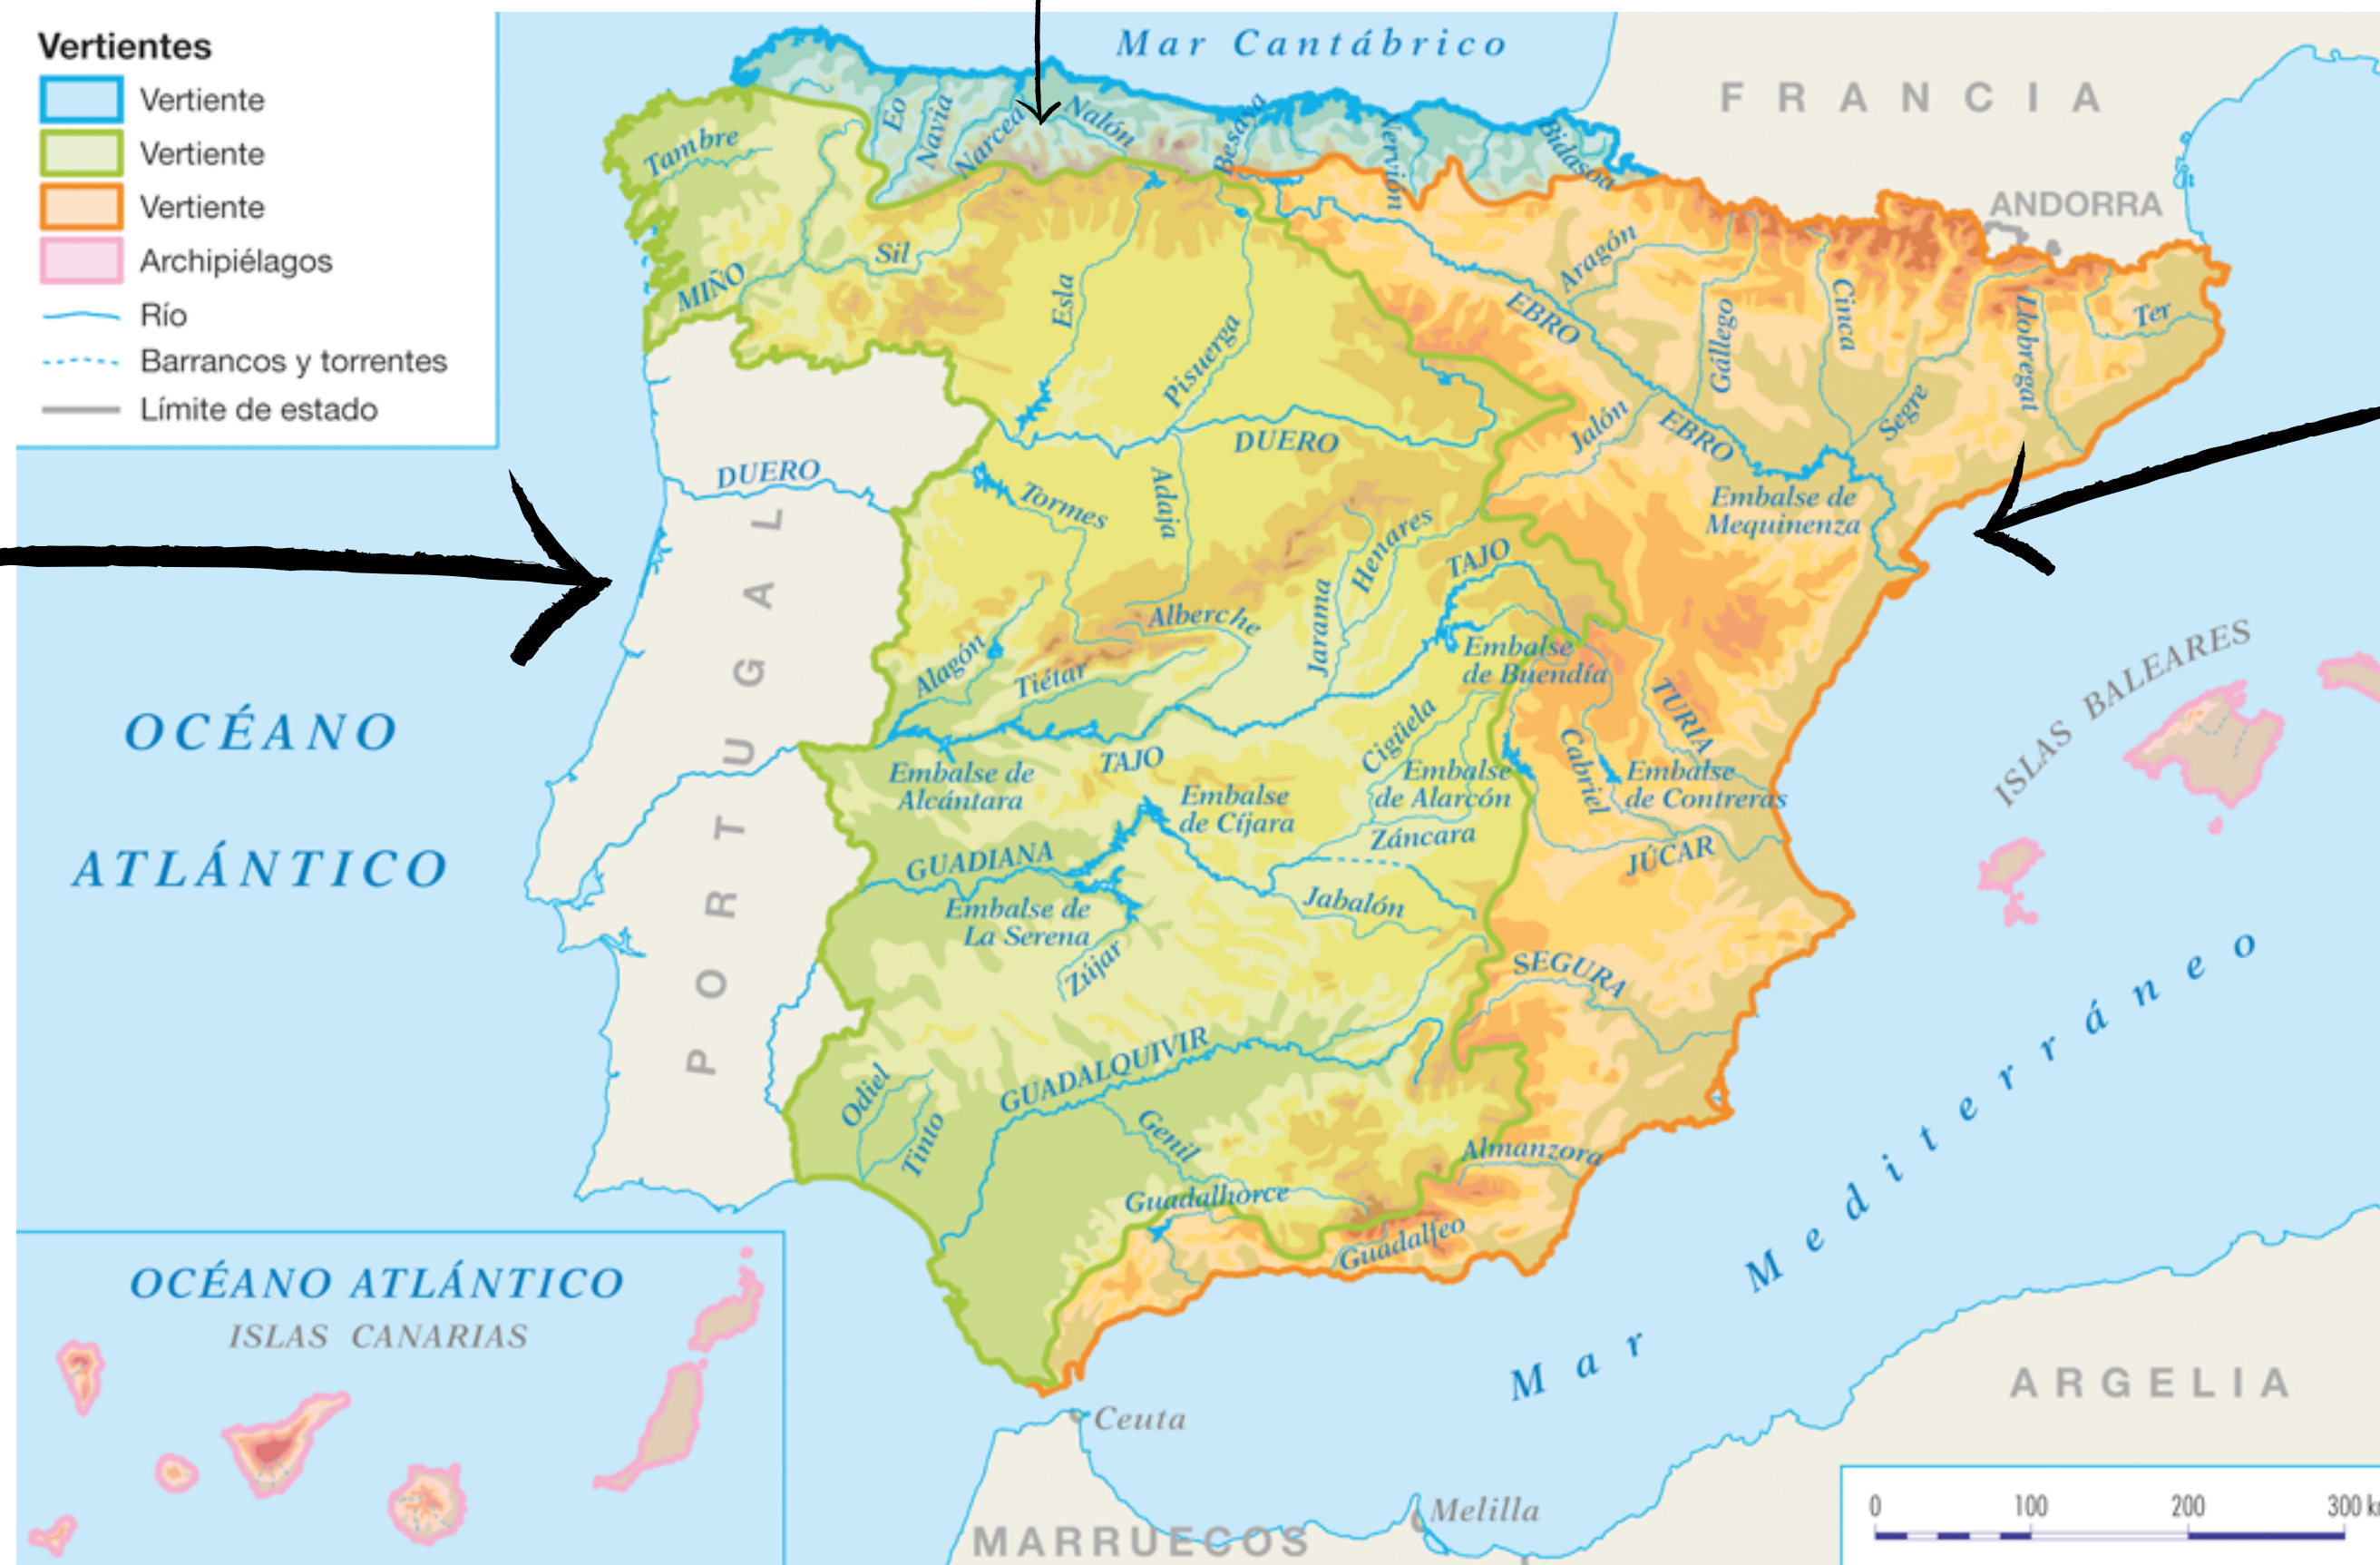 Vertientes
Vertiente
Vertiente
Vertiente
Archipiélagos
Río
Barrancos y torrentes
Límite de estado
Mar Cantábrico
FRANCIA
ANDORRA
Eo
Navia
Narcea
Nalón
Besaya
Nervión
Bidasoa
Tambre
MIÑO
Sil
Esla
Pisuerga
EBRO
Aragón
Gállego
Cinca
Segre
Llobregat
Ter
Jalón
EBRO
Embalse de
Mequinenza
DUERO
DUERO
Tormes
Adaja
Henares
Jarama
TAJO
Alberche
Alagón
Tiétar
Embalse
de Buendía
TURIA
Cabriel
Cigüela
TAJO
Embalse de
Alcántara
Embalse
de Cíjara
Embalse
de Alarcón
Embalse
de Contreras
Záncara
JÚCAR
GUADIANA
Embalse de
La Serena
Jabalón
Zújar
SEGURA
GUADALQUIVIR
Odiel
Tinto
Genil
Almanzora
Guadalhorce
Guadalfeo
PORTUGAL
OCÉANO
ATLÁNTICO
ISLAS BALEARES
Mar Mediterráneo
OCÉANO ATLÁNTICO
ISLAS CANARIAS
Ceuta
Melilla
MARRUECOS
ARGELIA
0 100 200 300 km